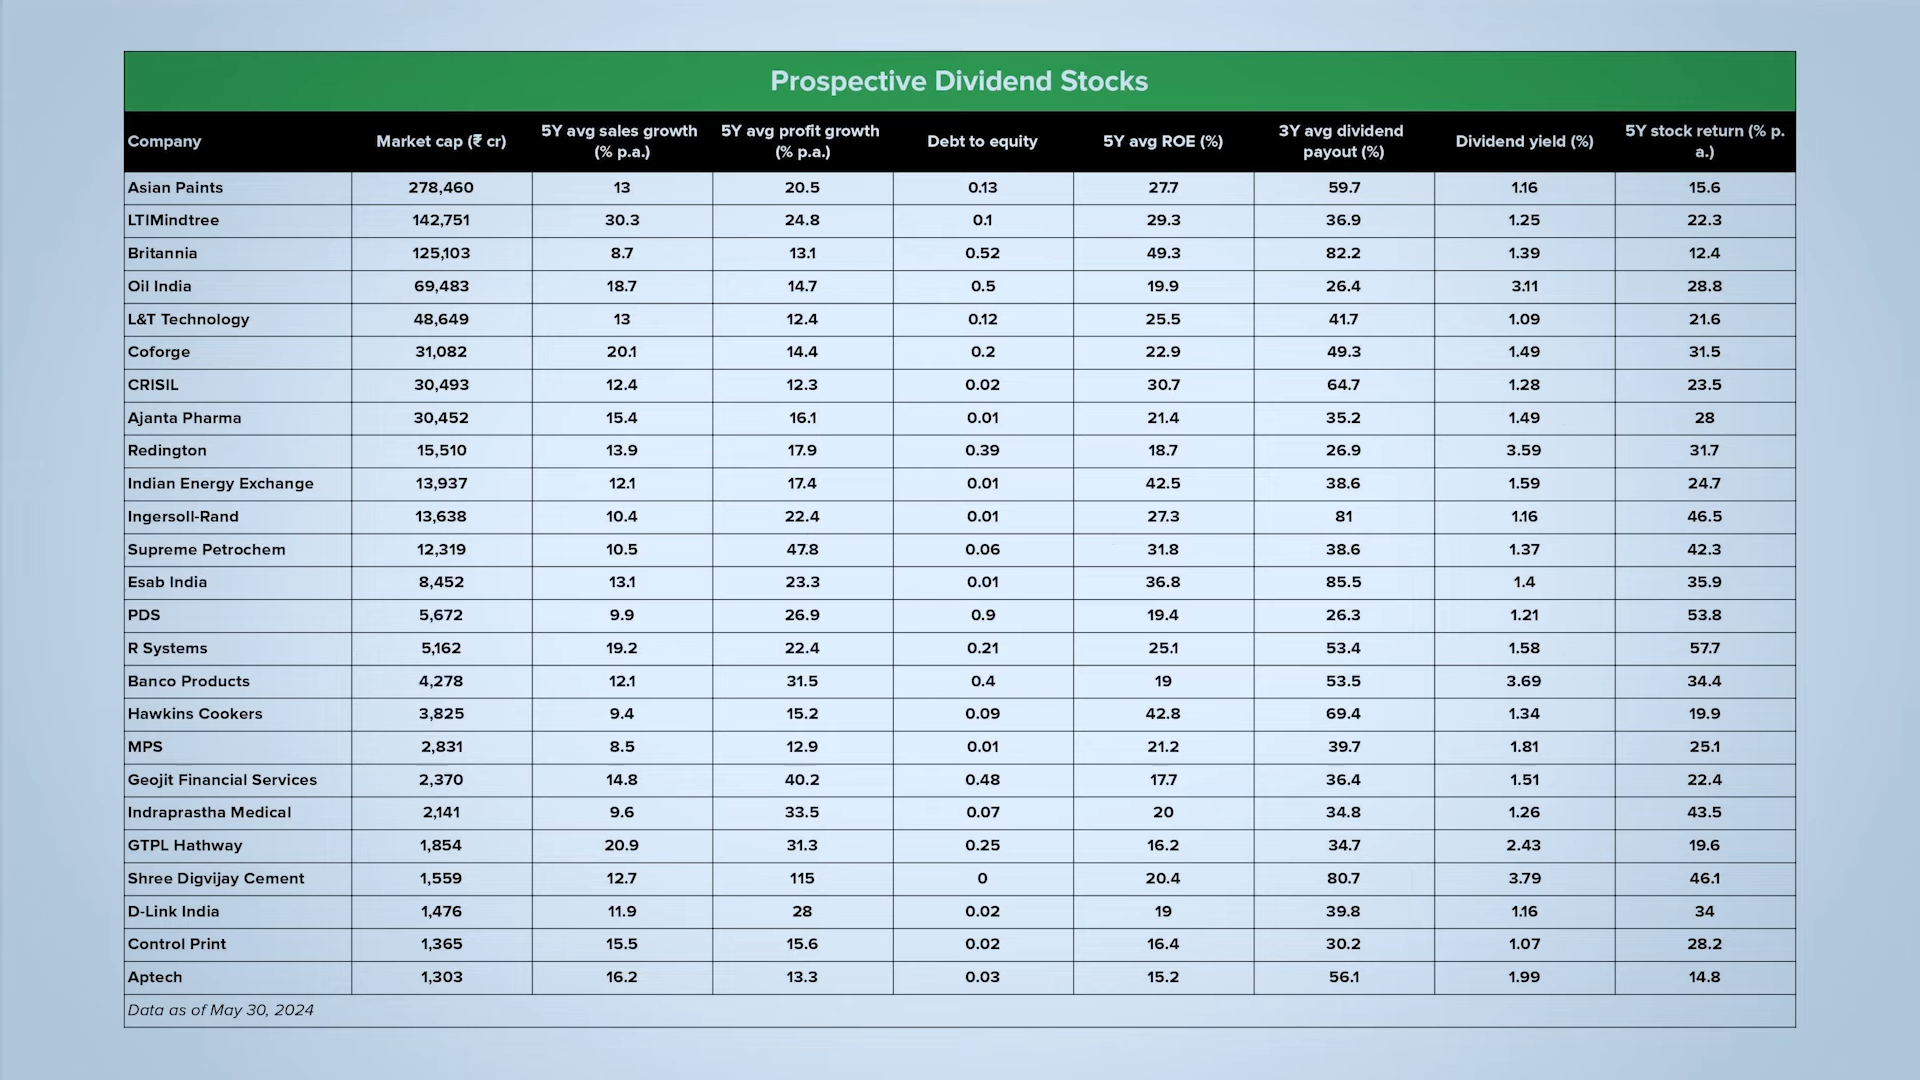 Prospective Dividend Stocks
Company Market cap (₹ cr) 5Y avg sales growth (% p.a.) 5Y avg profit growth (% p.a.) Debt to equity 5Y avg ROE (%) 3Y avg dividend payout (%) Dividend yield (%) 5Y stock return (% p. a.)
Asian Paints 278,460 13 20.5 0.13 27.7 59.7 1.16 15.6
LTIMindtree 142,751 30.3 24.8 0.1 29.3 36.9 1.25 22.3
Britannia 125,103 8.7 13.1 0.52 49.3 82.2 1.39 12.4
Oil India 69,483 18.7 14.7 0.5 19.9 26.4 3.11 28.8
L&T Technology 48,649 13 12.4 0.12 25.5 41.7 1.09 21.6
Coforge 31,082 20.1 14.4 0.2 22.9 49.3 1.49 31.5
CRISIL 30,493 12.4 12.3 0.02 30.7 64.7 1.28 23.5
Ajanta Pharma 30,452 15.4 16.1 0.01 21.4 35.2 1.49 28
Redington 15,510 13.9 17.9 0.39 18.7 26.9 3.59 31.7
Indian Energy Exchange 13,937 12.1 17.4 0.01 42.5 38.6 1.59 24.7
Ingersoll-Rand 13,638 10.4 22.4 0.01 27.3 81 1.16 46.5
Supreme Petrochem 12,319 10.5 47.8 0.06 31.8 38.6 1.37 42.3
Esab India 8,452 13.1 23.3 0.01 36.8 85.5 1.4 35.9
PDS 5,672 9.9 26.9 0.9 19.4 26.3 1.21 53.8
R Systems 5,162 19.2 22.4 0.21 25.1 53.4 1.58 57.7
Banco Products 4,278 12.1 31.5 0.4 19 53.5 3.69 34.4
Hawkins Cookers 3,825 9.4 15.2 0.09 42.8 69.4 1.34 19.9
MPS 2,831 8.5 12.9 0.01 21.2 39.7 1.81 25.1
Geojit Financial Services 2,370 14.8 40.2 0.48 17.7 36.4 1.51 22.4
Indraprastha Medical 2,141 9.6 33.5 0.07 20 34.8 1.26 43.5
GTPL Hathway 1,854 20.9 31.3 0.25 16.2 34.7 2.43 19.6
Shree Digvijay Cement 1,559 12.7 115 0 20.4 80.7 3.79 46.1
D-Link India 1,476 11.9 28 0.02 19 39.8 1.16 34
Control Print 1,365 15.5 15.6 0.02 16.4 30.2 1.07 28.2
Aptech 1,303 16.2 13.3 0.03 15.2 56.1 1.99 14.8
Data as of May 30, 2024